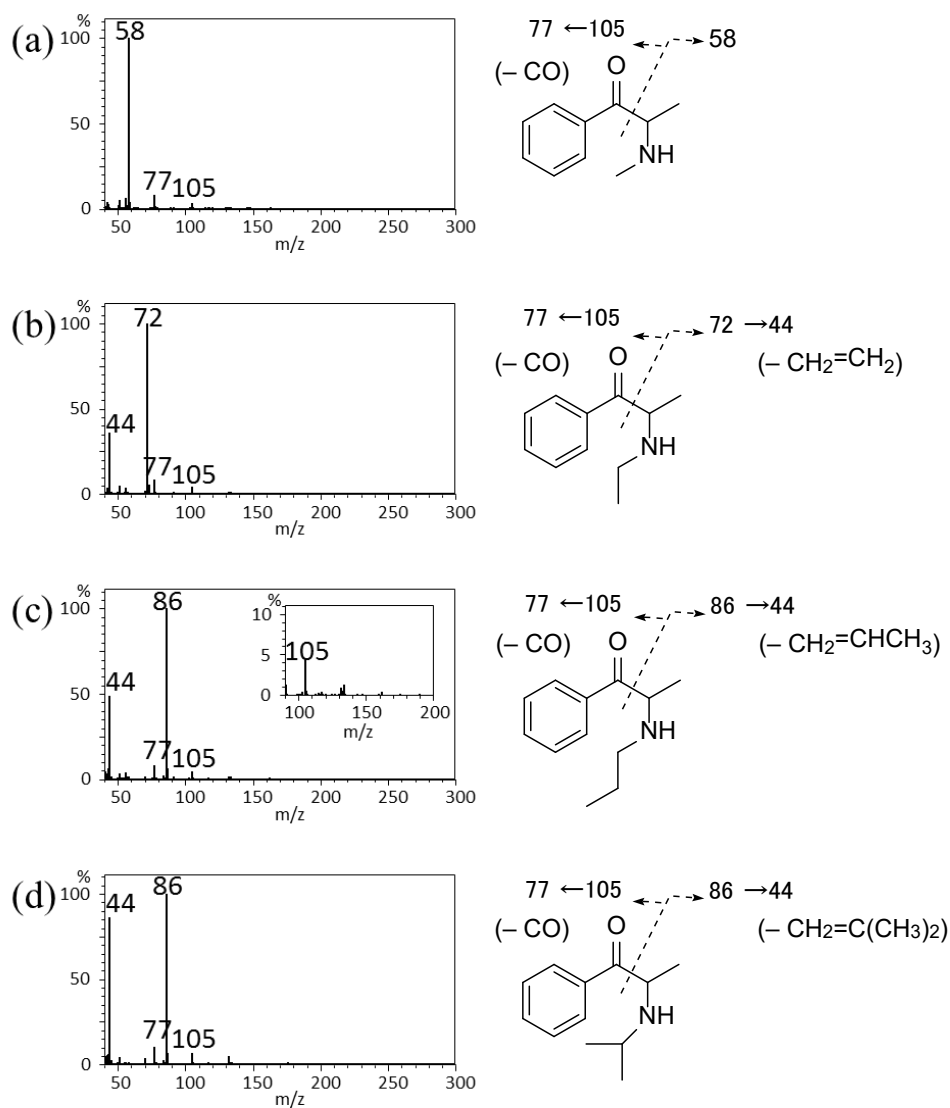 (a)
%
100
50
0
58
77
105
50
100
150
200
250
300
m/z
77 ←105
58
(– CO)
O
NH
(b)
%
100
50
0
72
44
77
105
50
100
150
200
250
300
m/z
77 ←105
72 →44
(– CO)
(– CH2=CH2)
O
NH
(c)
%
100
50
0
86
44
77
105
50
100
150
200
250
300
m/z
%
10
5
0
105
100
150
200
m/z
77 ←105
86 →44
(– CO)
(– CH2=CHCH3)
O
NH
(d)
%
100
50
0
44
86
77
105
50
100
150
200
250
300
m/z
77 ←105
86 →44
(– CO)
(– CH2=C(CH3)2)
O
NH